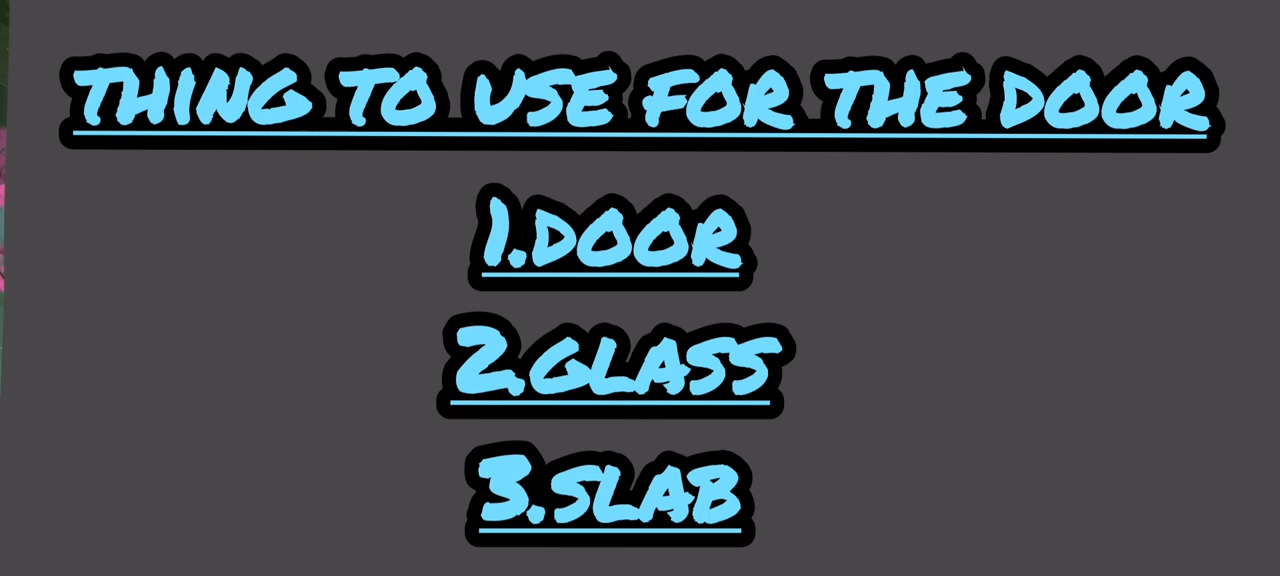 THING TO USE FOR THE DOOR
1.DOOR
2.GLASS
3.SLAB